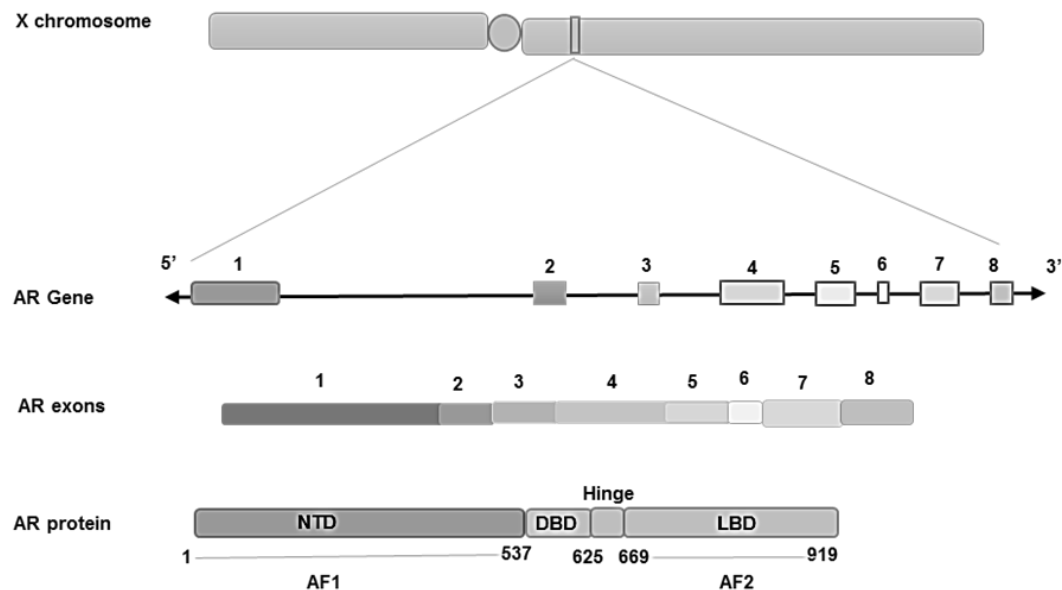 X chromosome
5’ 1 2 3 4 5 6 7 8 3’
AR Gene
1 2 3 4 5 6 7 8
AR exons
Hinge
AR protein NTD DBD LBD
1 537 625 669 919
AF1 AF2